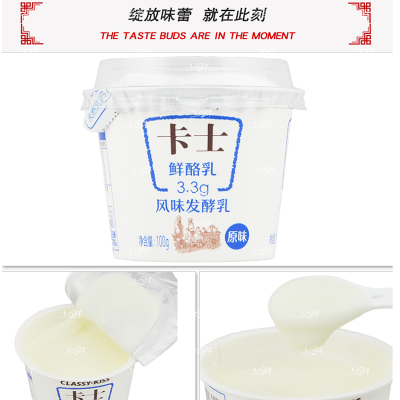 绽放味蕾 就在此刻
THE TASTE BUDS ARE IN THE MOMENT
卡士
鲜酪乳
3.3g
风味发酵乳
原味
净含量:100g
CLASSY·KISS
卡士